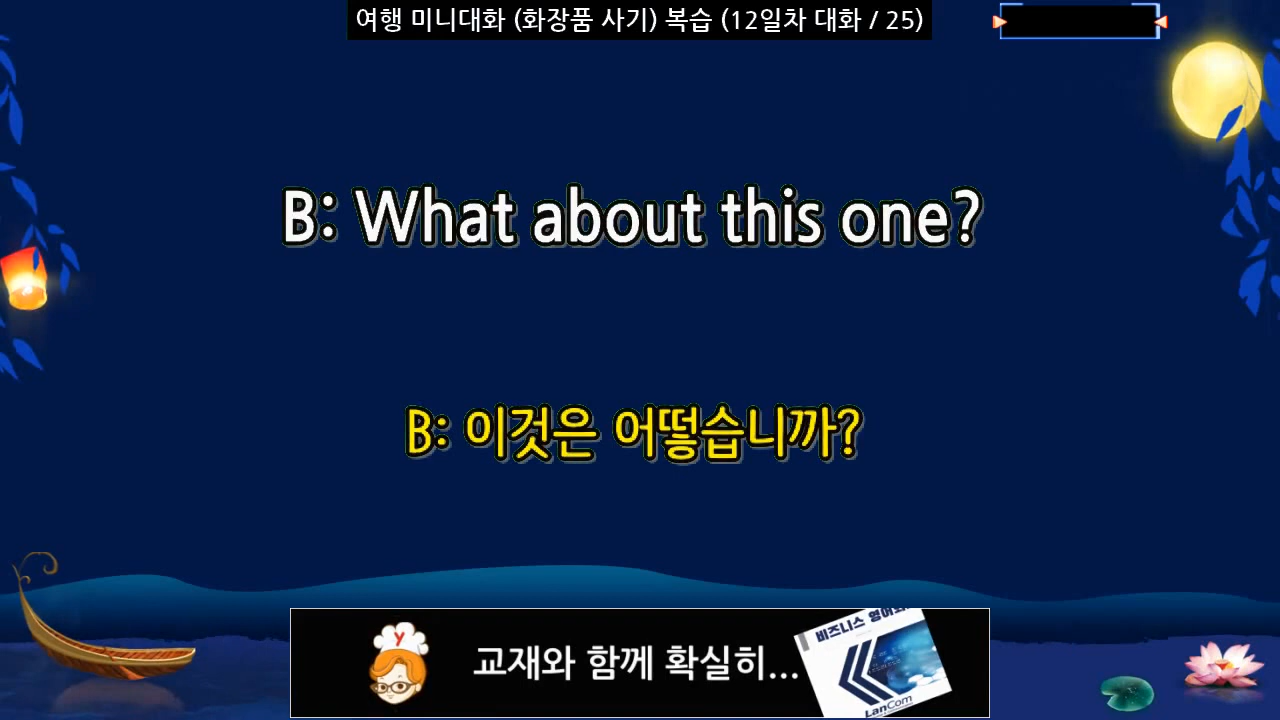 여행 미니대화 (화장품 사기) 복습 (12일차 대화 / 25)
B: What about this one?
B: 이것은 어떻습니까?
Y
교재와 함께 확실히...
비즈니스 영어
LanCom